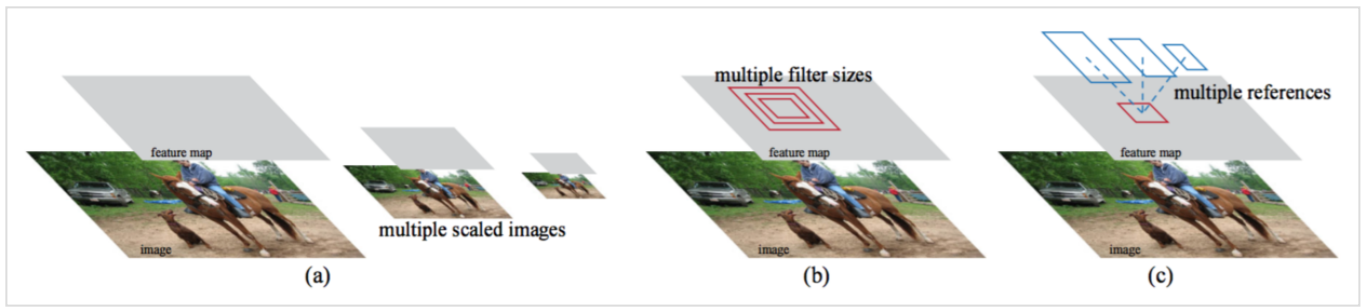 feature map
image
multiple scaled images
(a)
multiple filter sizes
feature map
image
(b)
multiple references
feature map
image
(c)